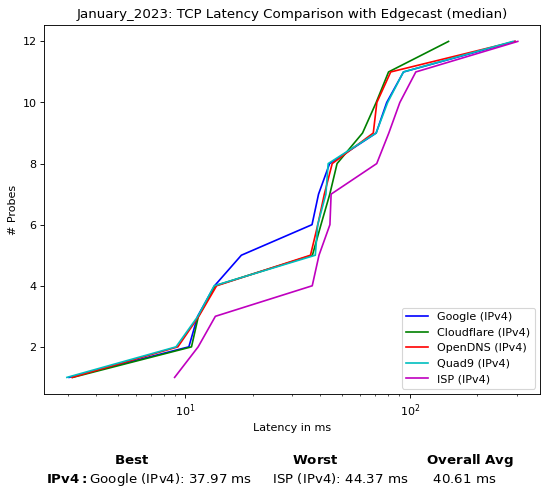 January_2023: TCP Latency Comparison with Edgecast (median)
12
10
8
6
4
2
# Probes
10¹
10²
Latency in ms
Google (IPv4)
Cloudflare (IPv4)
OpenDNS (IPv4)
Quad9 (IPv4)
ISP (IPv4)
Best Worst Overall Avg
IPv4: Google (IPv4): 37.97 ms ISP (IPv4): 44.37 ms 40.61 ms